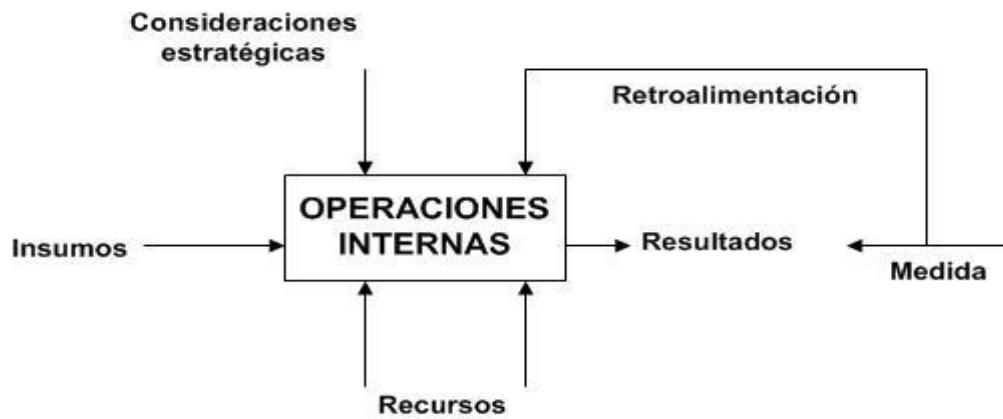 Consideraciones
estratégicas
Retroalimentación
OPERACIONES
INTERNAS
Insumos
Resultados
Medida
Recursos